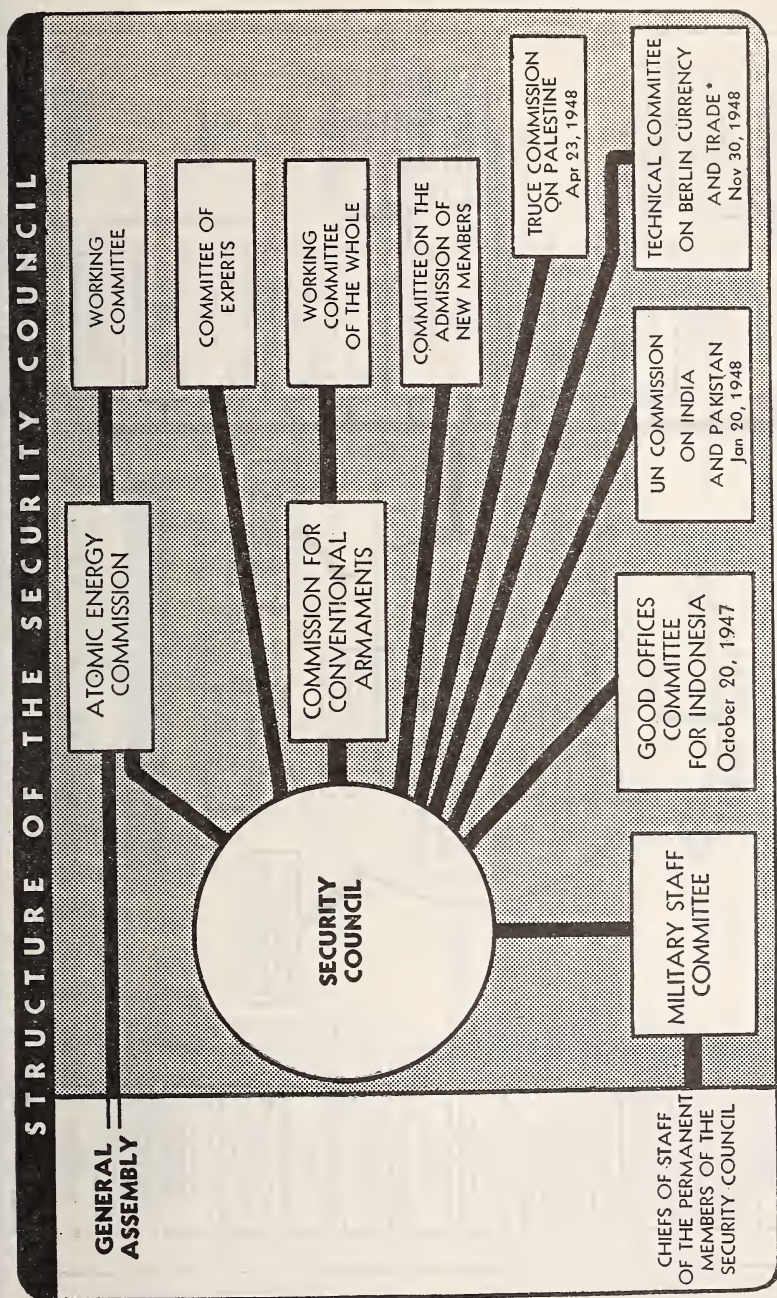 STRUCTURE OF THE SECURITY COUNCIL
GENERAL
ASSEMBLY
ATOMIC ENERGY
COMMISSION
WORKING
COMMITTEE
COMMITTEE OF
EXPERTS
COMMISSION FOR
CONVENTIONAL
ARMAMENTS
WORKING
COMMITTEE
OF THE WHOLE
COMMITTEE ON THE
ADMISSION OF
NEW MEMBERS
SECURITY
COUNCIL
TRUCE COMMISSION
ON PALESTINE
Apr 23, 1948
CHIEFS OF STAFF
OF THE PERMANENT
MEMBERS OF THE
SECURITY COUNCIL
MILITARY STAFF
COMMITTEE
GOOD OFFICES
COMMITTEE
FOR INDONESIA
October 20, 1947
UN COMMISSION
ON INDIA
AND PAKISTAN
Jan 20, 1948
TECHNICAL COMMITTEE
ON BERLIN CURRENCY
AND TRADE*
Nov 30, 1948